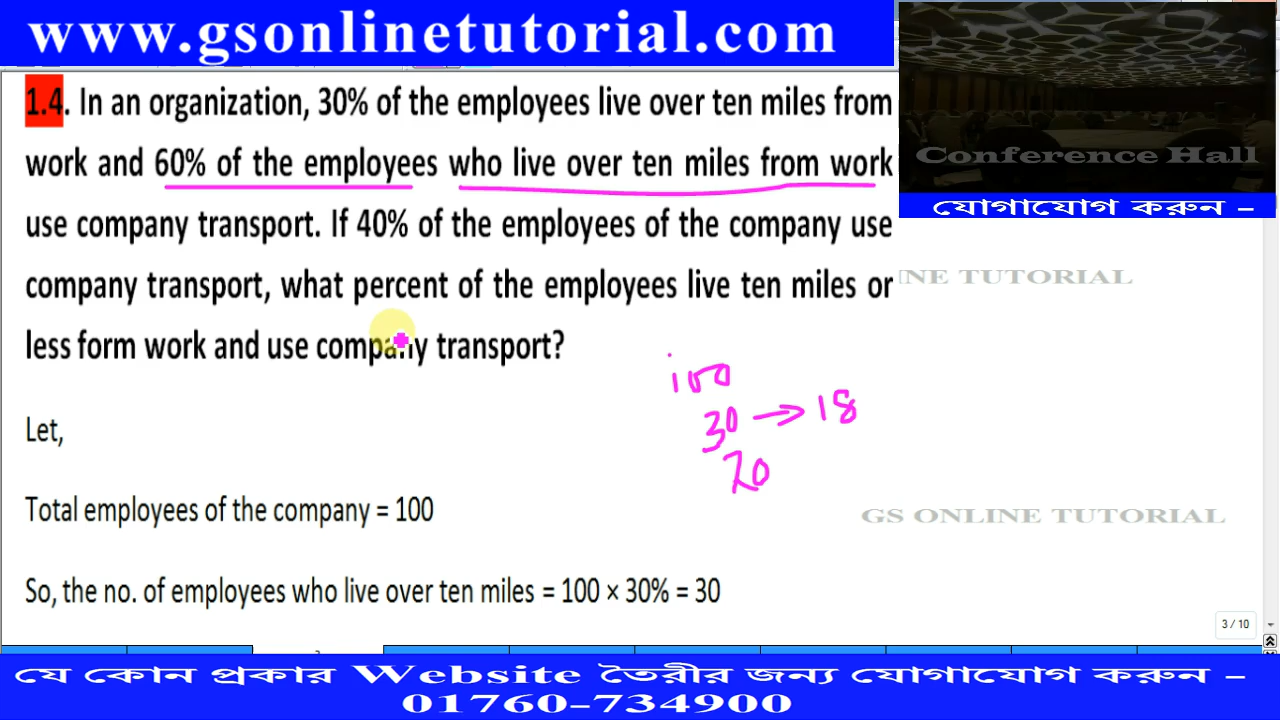 www.gsonlinetutorial.com
Conference Hall
যোগাযোগ করুন –
1.4. In an organization, 30% of the employees live over ten miles from
work and 60% of the employees who live over ten miles from work
use company transport. If 40% of the employees of the company use
company transport, what percent of the employees live ten miles or
less form work and use company transport?
INE TUTORIAL
100
30 → 18
70
Let,
Total employees of the company = 100
GS ONLINE TUTORIAL
So, the no. of employees who live over ten miles = 100 × 30% = 30
3 / 10
যে কোন প্রকার Website তৈরীর জন্য যোগাযোগ করুন –
01760-734900